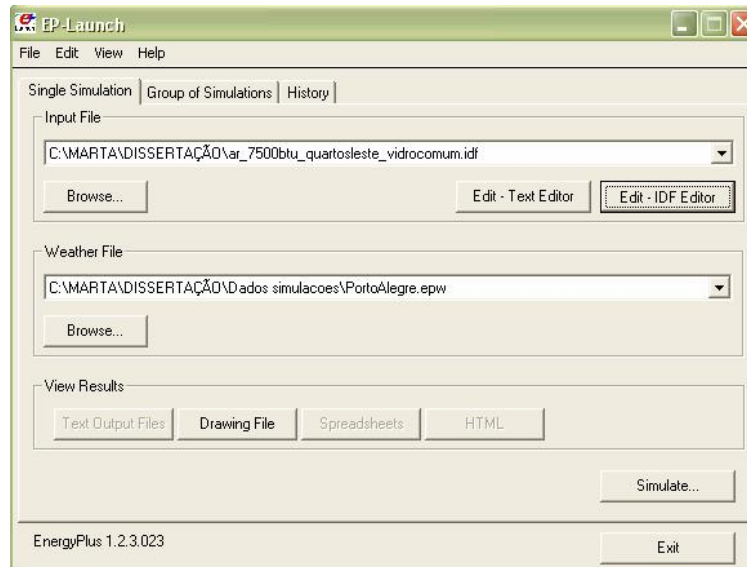 EP-Launch
File Edit View Help
Single Simulation Group of Simulations History
Input File
C:\MARTA\DISSERTAÇÃO\ar_7500btu_quartosleste_vidrocomum.idf
Browse... Edit - Text Editor Edit - IDF Editor
Weather File
C:\MARTA\DISSERTAÇÃO\Dados simulacoes\PortoAlegre.epw
Browse...
View Results
Text Output Files Drawing File Spreadsheets HTML
Simulate...
EnergyPlus 1.2.3.023 Exit